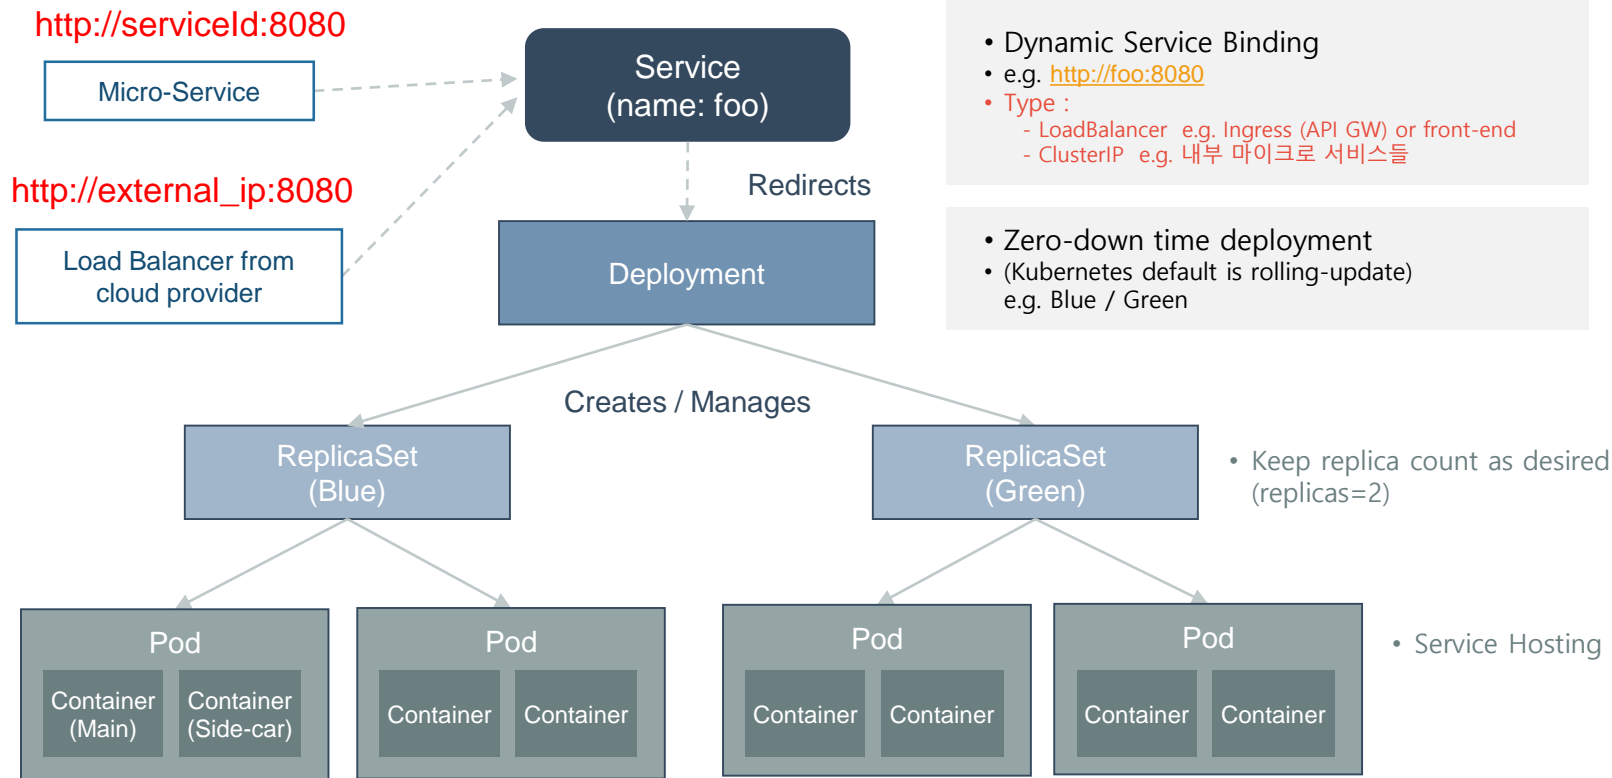 http://serviceId:8080
Micro-Service
http://external_ip:8080
Load Balancer from
cloud provider
Service
(name: foo)
Redirects
Deployment
Creates / Manages
• Dynamic Service Binding
• e.g. http://foo:8080
• Type :
- LoadBalancer e.g. Ingress (API GW) or front-end
- ClusterIP e.g. 내부 마이크로 서비스들
• Zero-down time deployment
• (Kubernetes default is rolling-update)
e.g. Blue / Green
ReplicaSet
(Blue)
ReplicaSet
(Green)
• Keep replica count as desired
(replicas=2)
Pod
Container
(Main)
Container
(Side-car)
Pod
Container
Container
Pod
Container
Container
Pod
Container
Container
• Service Hosting